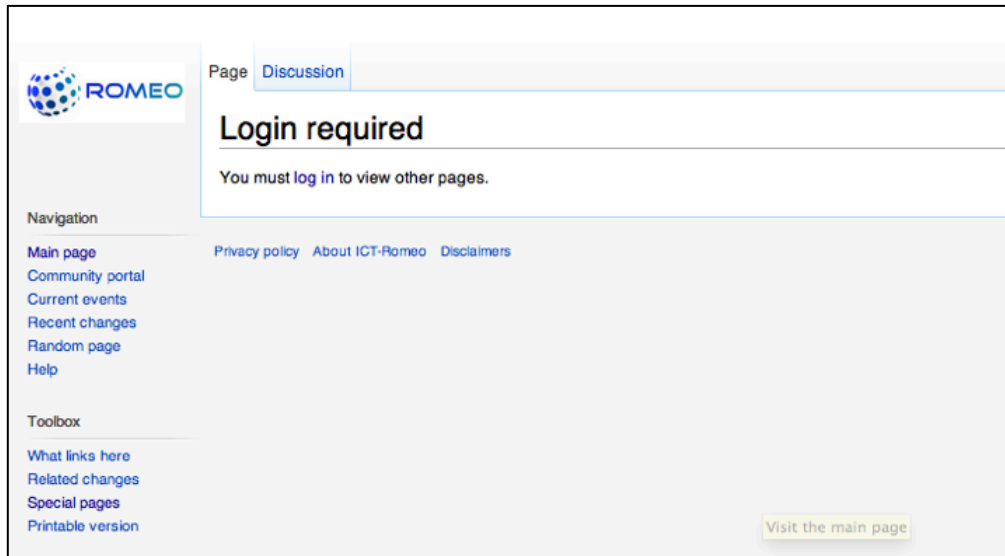 ROMEO
Page Discussion
Login required
You must log in to view other pages.
Navigation
Main page
Community portal
Current events
Recent changes
Random page
Help
Toolbox
What links here
Related changes
Special pages
Printable version
Privacy policy About ICT-Romeo Disclaimers
Visit the main page